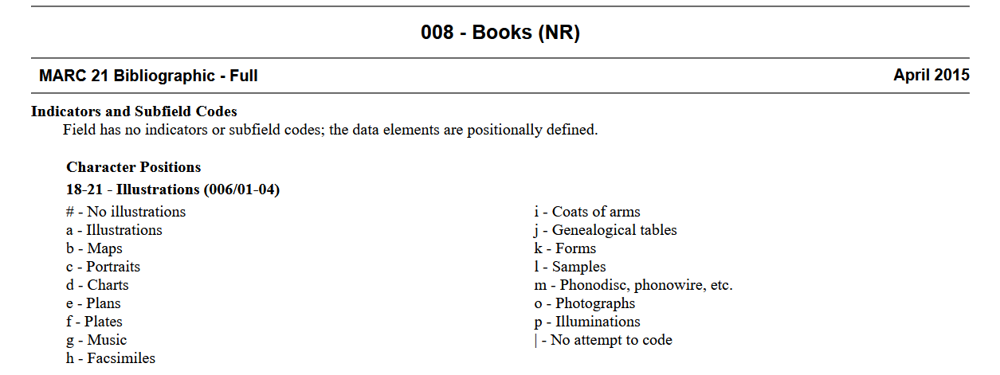 008 - Books (NR)
MARC 21 Bibliographic - Full
April 2015
Indicators and Subfield Codes
Field has no indicators or subfield codes; the data elements are positionally defined.
Character Positions
18-21 - Illustrations (006/01-04)
# - No illustrations
a - Illustrations
b - Maps
c - Portraits
d - Charts
e - Plans
f - Plates
g - Music
h - Facsimiles
i - Coats of arms
j - Genealogical tables
k - Forms
l - Samples
m - Phonodisc, phonowire, etc.
o - Photographs
p - Illuminations
| - No attempt to code